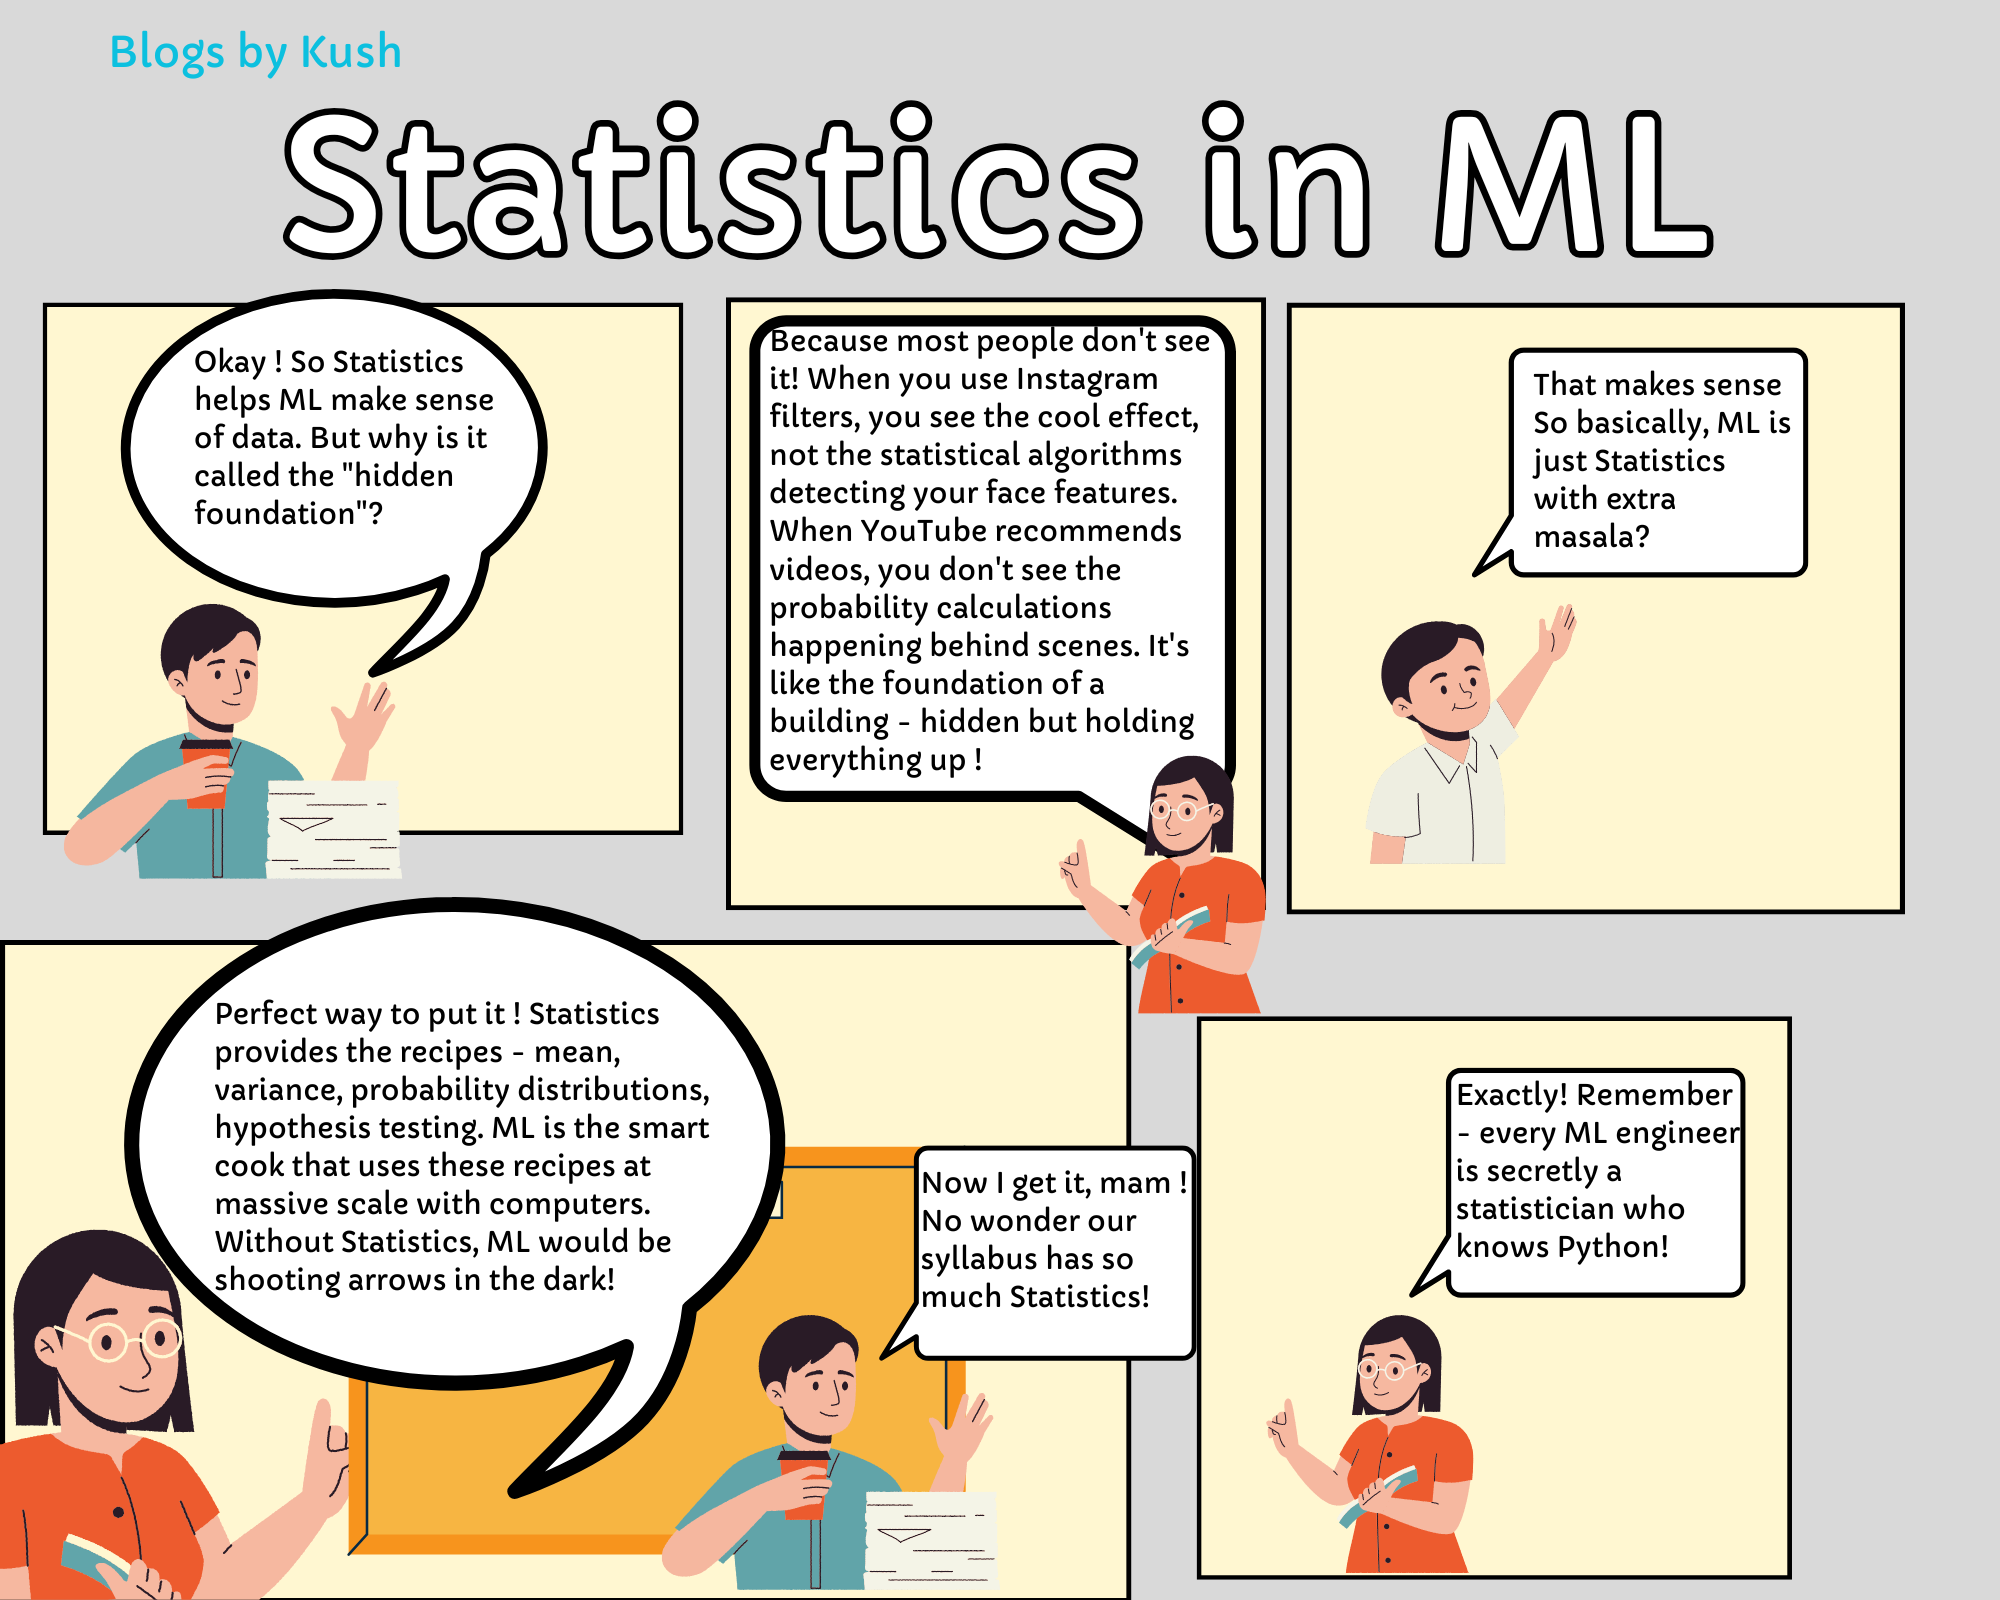 Blogs by Kush
Statistics in ML
Okay ! So Statistics
helps ML make sense
of data. But why is it
called the "hidden
foundation"?
Because most people don't see
it! When you use Instagram
filters, you see the cool effect,
not the statistical algorithms
detecting your face features.
When YouTube recommends
videos, you don't see the
probability calculations
happening behind scenes. It's
like the foundation of a
building - hidden but holding
everything up !
That makes sense
So basically, ML is
just Statistics
with extra
masala?
Perfect way to put it ! Statistics
provides the recipes - mean,
variance, probability distributions,
hypothesis testing. ML is the smart
cook that uses these recipes at
massive scale with computers.
Without Statistics, ML would be
shooting arrows in the dark!
Now I get it, mam !
No wonder our
syllabus has so
much Statistics!
Exactly! Remember
- every ML engineer
is secretly a
statistician who
knows Python!